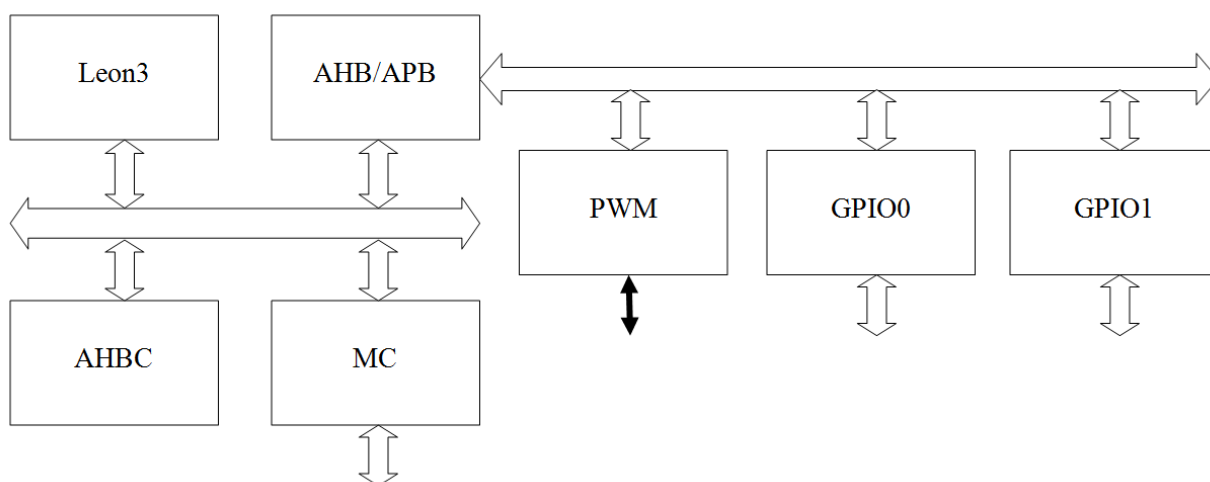 Leon3
AHB/APB
PWM
GPIO0
GPIO1
AHBC
MC